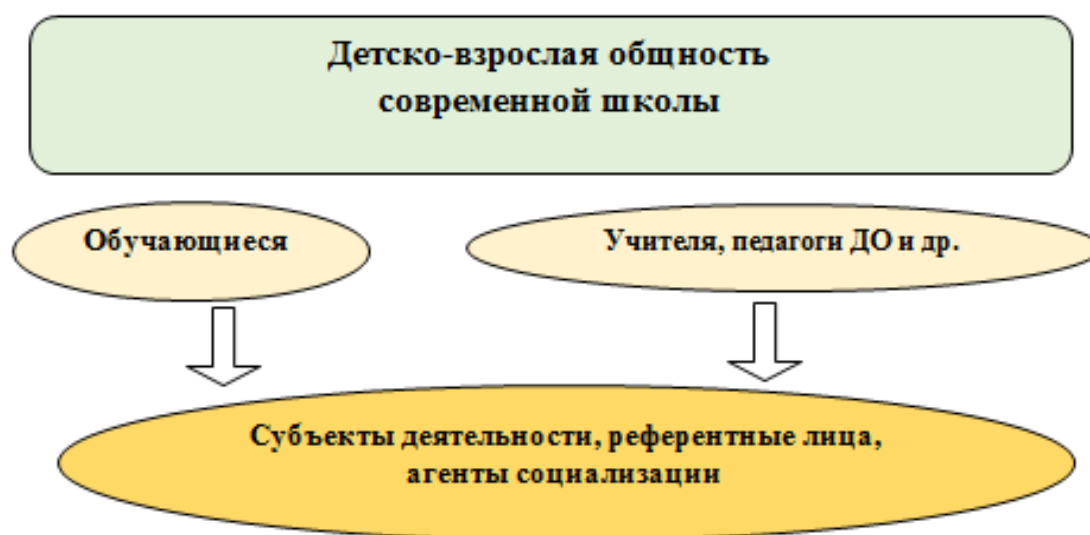 Детско-взрослая общность
современной школы
Обучающиеся
Учителя, педагоги ДО и др.
Субъекты деятельности, референтные лица,
агенты социализации